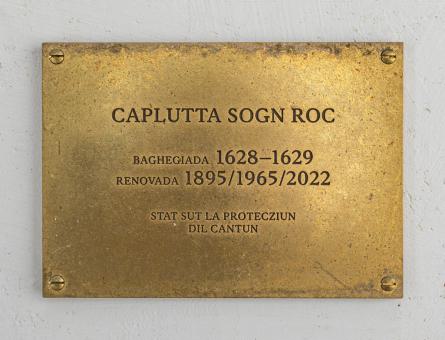 CAPLUTTA SOGN ROC
BAGHEGIADA 1628–1629
RENOVADA 1895/1965/2022
STAT SUT LA PROTECZIUN
DIL CANTUN